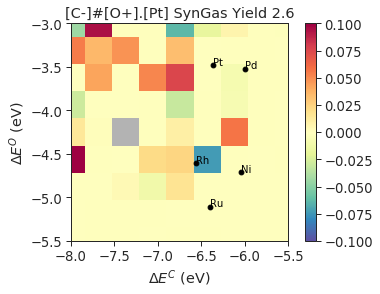 [C-]#[O+].[Pt] SynGas Yield 2.6
−3.0
−3.5
−4.0
−4.5
−5.0
−5.5
ΔE^O (eV)
Pt
Pd
Rh
Ni
Ru
−8.0 −7.5 −7.0 −6.5 −6.0 −5.5
ΔE^C (eV)
0.100
0.075
0.050
0.025
0.000
−0.025
−0.050
−0.075
−0.100